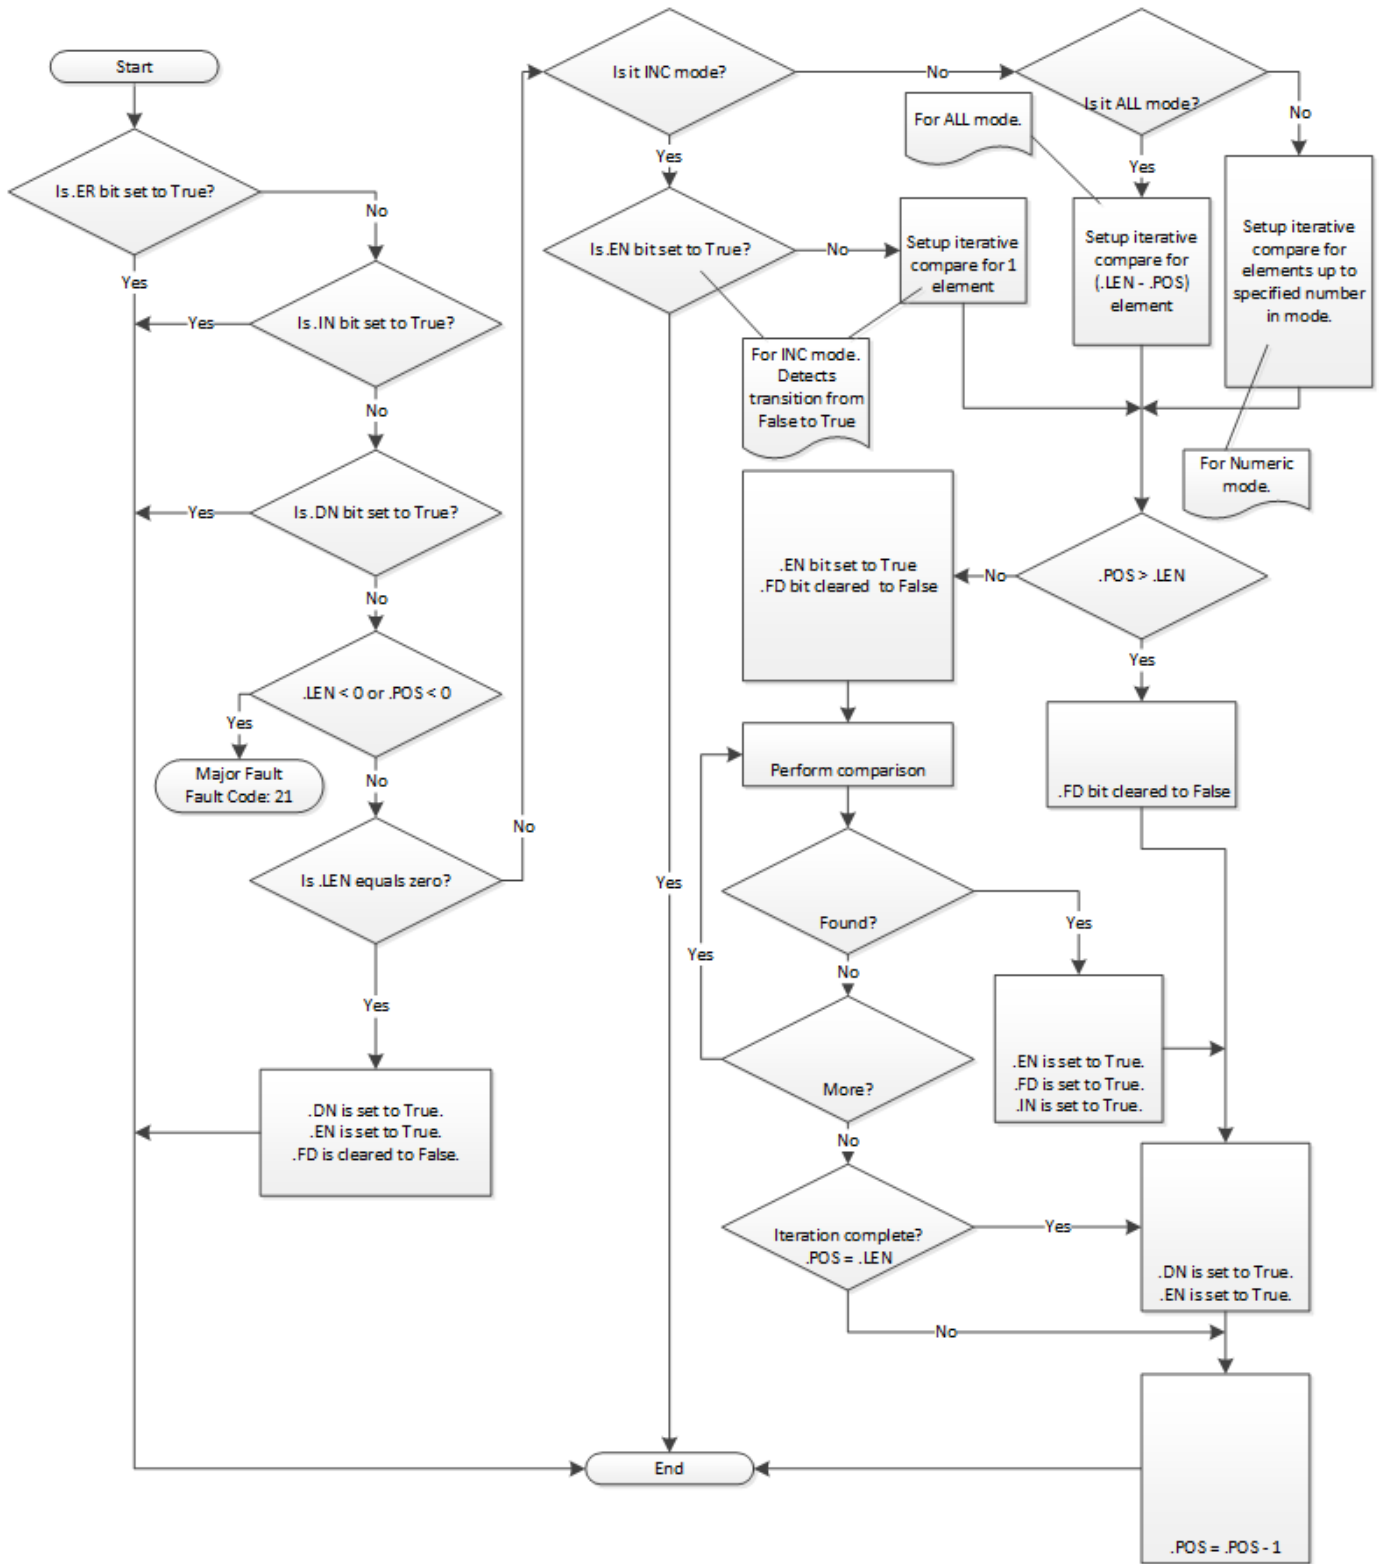 Start
Is .ER bit set to True?
No
Yes
Is .IN bit set to True?
Yes
No
Is .DN bit set to True?
Yes
No
.LEN < 0 or .POS < 0
Yes
Major Fault
Fault Code: 21
No
Is .LEN equals zero?
No
Yes
.DN is set to True.
.EN is set to True.
.FD is cleared to False.
Is it INC mode?
No
Yes
Is .EN bit set to True?
No
Yes
Setup iterative
compare for 1
element
For INC mode.
Detects
transition from
False to True
Is it ALL mode?
No
Yes
For ALL mode.
Setup iterative
compare for
(.LEN - .POS)
element
Setup iterative
compare for
elements up to
specified number
in mode.
For Numeric
mode.
.POS > .LEN
No
Yes
.EN bit set to True
.FD bit cleared to False
.FD bit cleared to False
Perform comparison
Found?
Yes
No
.EN is set to True.
.FD is set to True.
.IN is set to True.
More?
Yes
No
Iteration complete?
.POS = .LEN
Yes
No
.DN is set to True.
.EN is set to True.
.POS = .POS - 1
End